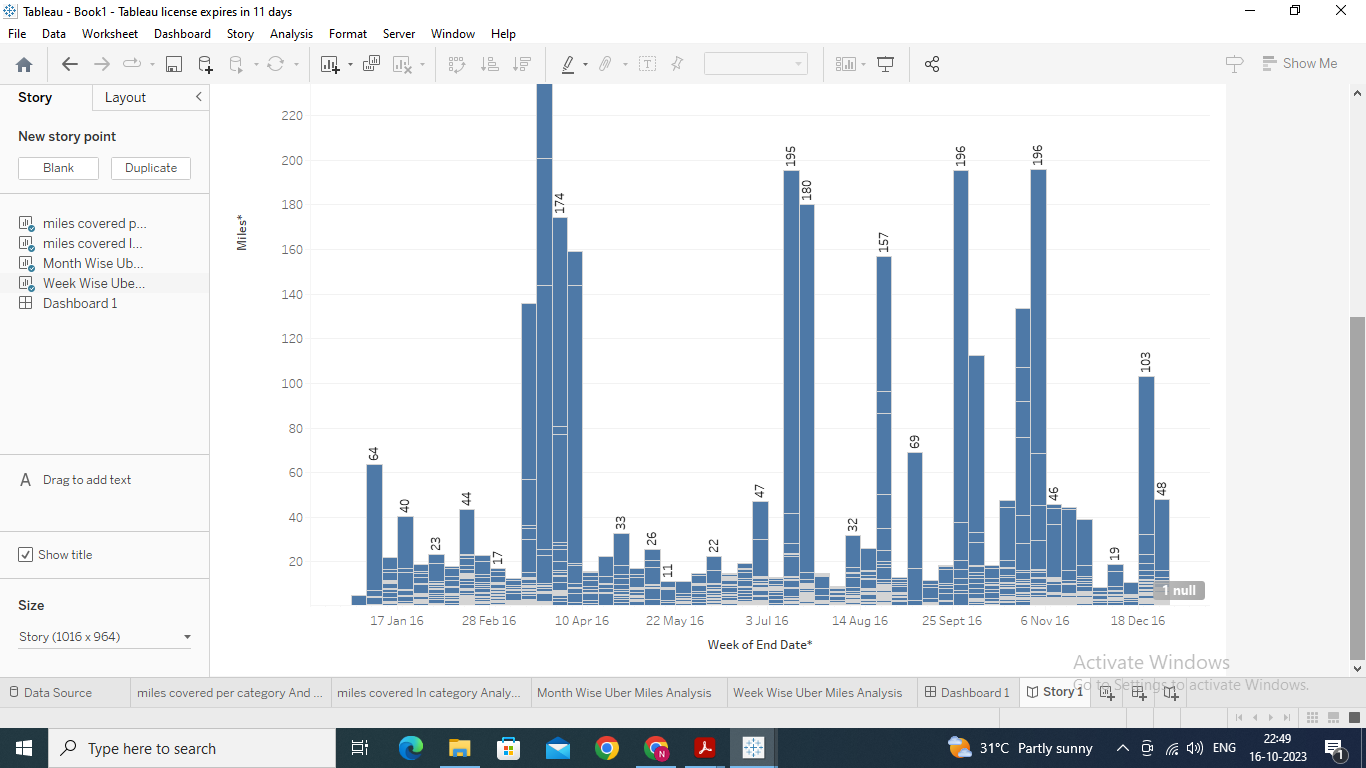 Tableau - Book1 - Tableau license expires in 11 days
File Data Worksheet Dashboard Story Analysis Format Server Window Help
Show Me
Story Layout
New story point
Blank Duplicate
miles covered p...
miles covered I...
Month Wise Ub...
Week Wise Ube...
Dashboard 1
A Drag to add text
Show title
Size
Story (1016 x 964)
Miles*
220
200
180
160
140
120
100
80
60
40
20
64 40 23 44 17 174 33 26 11 22 47 195 180 32 157 69 196 196 46 19 103 48
1 null
17 Jan 16 28 Feb 16 10 Apr 16 22 May 16 3 Jul 16 14 Aug 16 25 Sept 16 6 Nov 16 18 Dec 16
Week of End Date*
Activate Windows
Go to Settings to activate Windows.
Data Source miles covered per category And ... miles covered In category Analy... Month Wise Uber Miles Analysis Week Wise Uber Miles Analysis Dashboard 1 Story 1
Type here to search
31°C Partly sunny
ENG
22:49
16-10-2023
1